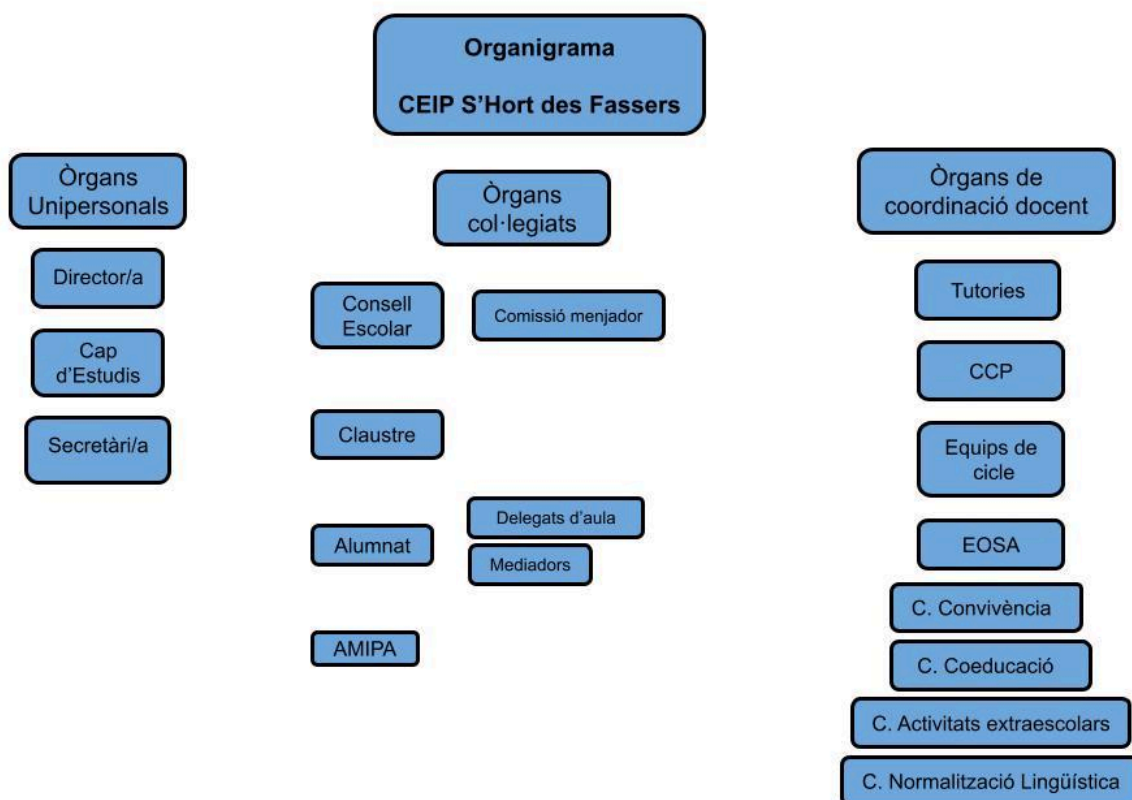 Organigrama
CEIP S'Hort des Fassers
Òrgans
Unipersonals
Director/a
Cap
d'Estudis
Secretàri/a
Òrgans
col·legiats
Consell
Escolar
Comissió menjador
Claustre
Alumnat
Delegats d'aula
Mediadors
AMIPA
Òrgans de
coordinació docent
Tutories
CCP
Equips de
cicle
EOSA
C. Convivència
C. Coeducació
C. Activitats extraescolars
C. Normalització Lingüística